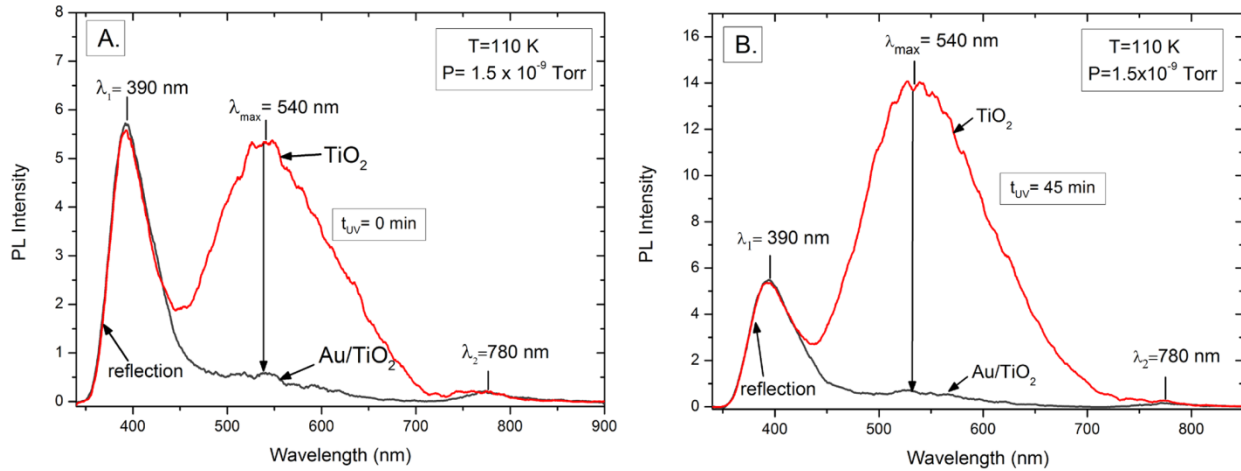 A.
T=110 K
P= 1.5 x 10⁻⁹ Torr
λ₁= 390 nm
λmax= 540 nm
TiO₂
tUV= 0 min
Au/TiO₂
λ₂=780 nm
reflection
PL Intensity
8
7
6
5
4
3
2
1
0
400 500 600 700 800 900
Wavelength (nm)
B.
T=110 K
P=1.5x10⁻⁹ Torr
λmax= 540 nm
TiO₂
tUV= 45 min
λ₁= 390 nm
Au/TiO₂
λ₂=780 nm
reflection
PL Intensity
16
14
12
10
8
6
4
2
0
400 500 600 700 800
Wavelength (nm)